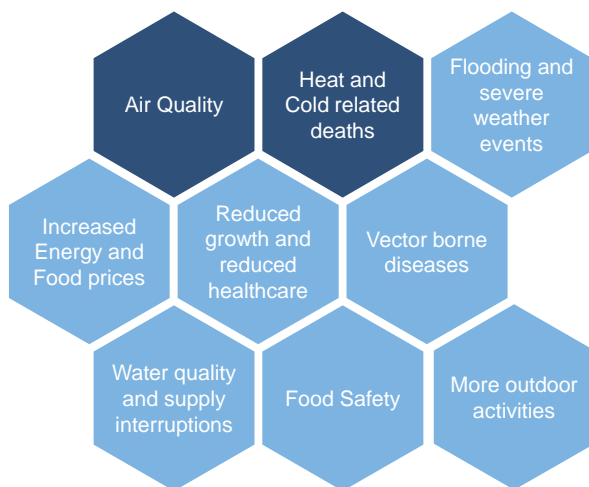 Air Quality
Heat and
Cold related
deaths
Flooding and
severe
weather
events
Increased
Energy and
Food prices
Reduced
growth and
reduced
healthcare
Vector borne
diseases
Water quality
and supply
interruptions
Food Safety
More outdoor
activities